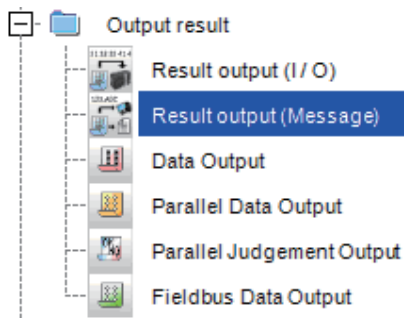 Output result
Result output (I / O)
Result output (Message)
Data Output
Parallel Data Output
Parallel Judgement Output
Fieldbus Data Output